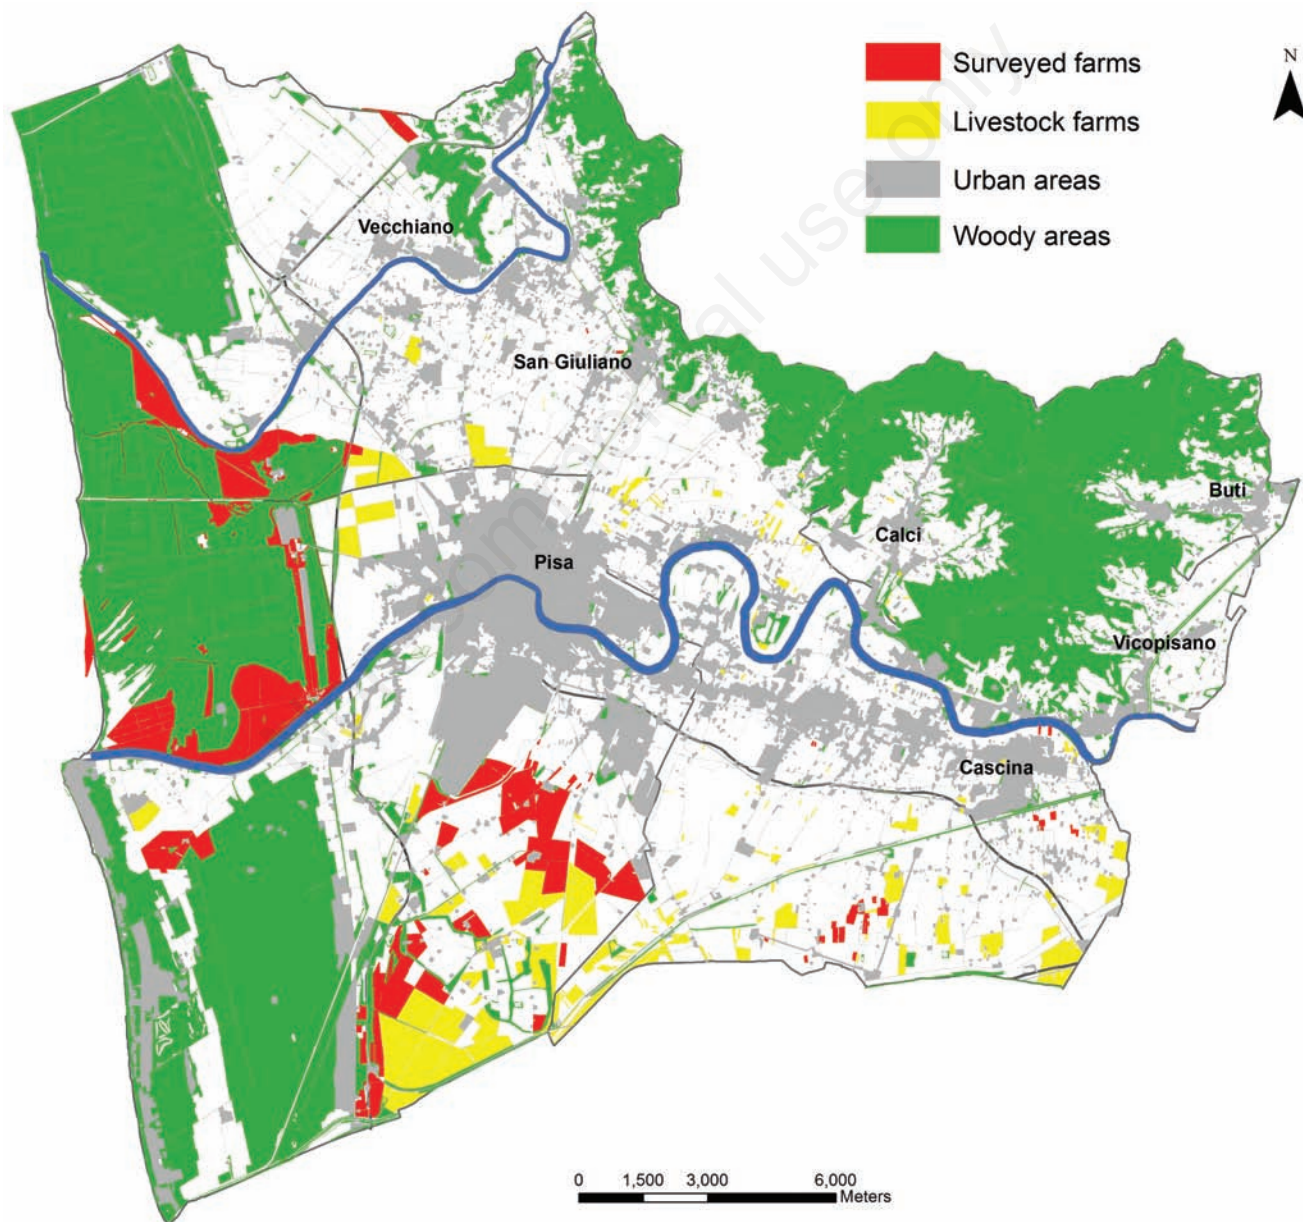 N
Surveyed farms
Livestock farms
Urban areas
Woody areas
Vecchiano
San Giuliano
Buti
Calci
Pisa
Vicopisano
Cascina
0 1,500 3,000 6,000
Meters